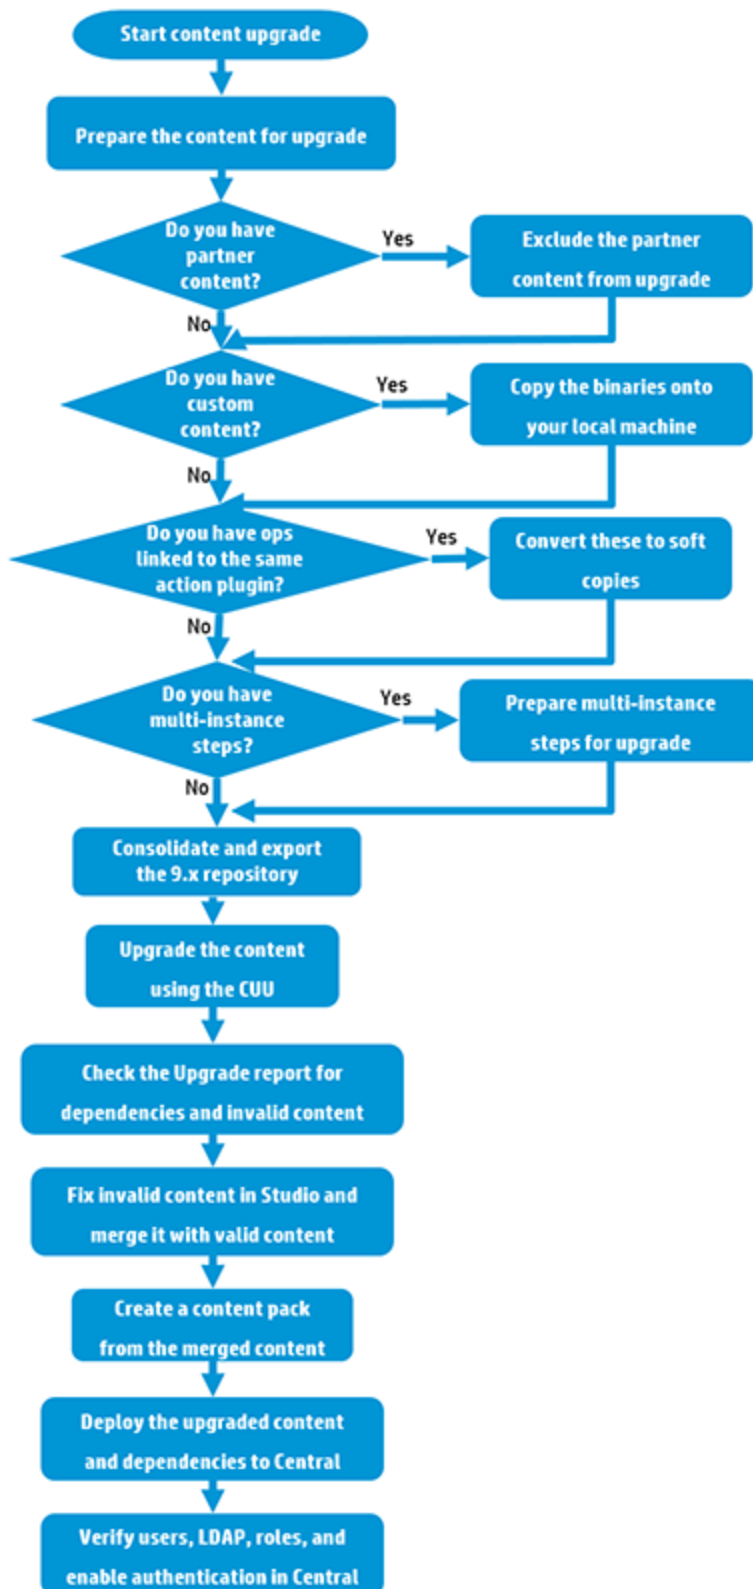 Start content upgrade
Prepare the content for upgrade
Do you have
partner
content?
Yes
Exclude the partner
content from upgrade
No
Do you have
custom
content?
Yes
Copy the binaries onto
your local machine
No
Do you have ops
linked to the same
action plugin?
Yes
Convert these to soft
copies
No
Do you have
multi-instance
steps?
Yes
Prepare multi-instance
steps for upgrade
No
Consolidate and export
the 9.x repository
Upgrade the content
using the CUU
Check the Upgrade report for
dependencies and invalid content
Fix invalid content in Studio and
merge it with valid content
Create a content pack
from the merged content
Deploy the upgraded content
and dependencies to Central
Verify users, LDAP, roles, and
enable authentication in Central